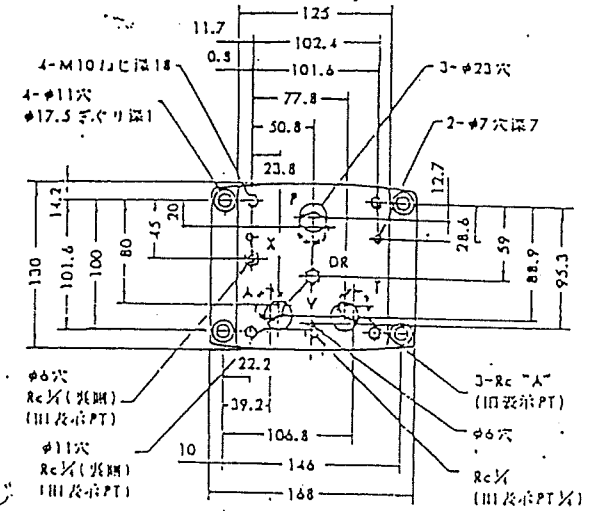 125
11.7
102.4
0.8
101.6
4-M10ねじ深18
3-φ23穴
77.8
4-φ11穴
φ17.5ざぐり深1
50.8
2-φ7穴深7
23.8
12.7
14.2
20
P
28.6
45
X
59
130
101.6
100
80
DR
88.9
95.3
A
Y
T
22.2
39.2
φ6穴
Rc¼(裏側)
(旧表示PT)
3-Rc "A"
(旧表示PT)
106.8
φ6穴
φ11穴
Rc¼(裏側)
(旧表示PT)
10
146
Rc¼
(旧表示PT¼)
168